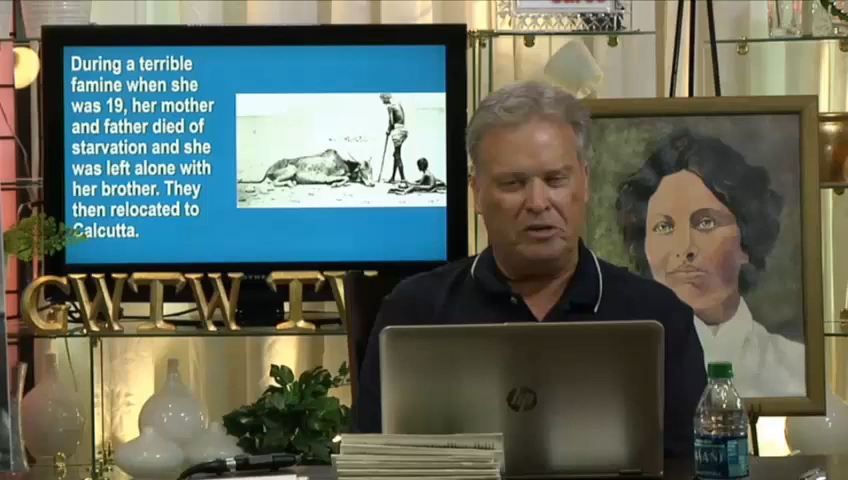 During a terrible
famine when she
was 19, her mother
and father died of
starvation and she
was left alone with
her brother. They
then relocated to
Calcutta.
GWTW TV
hp